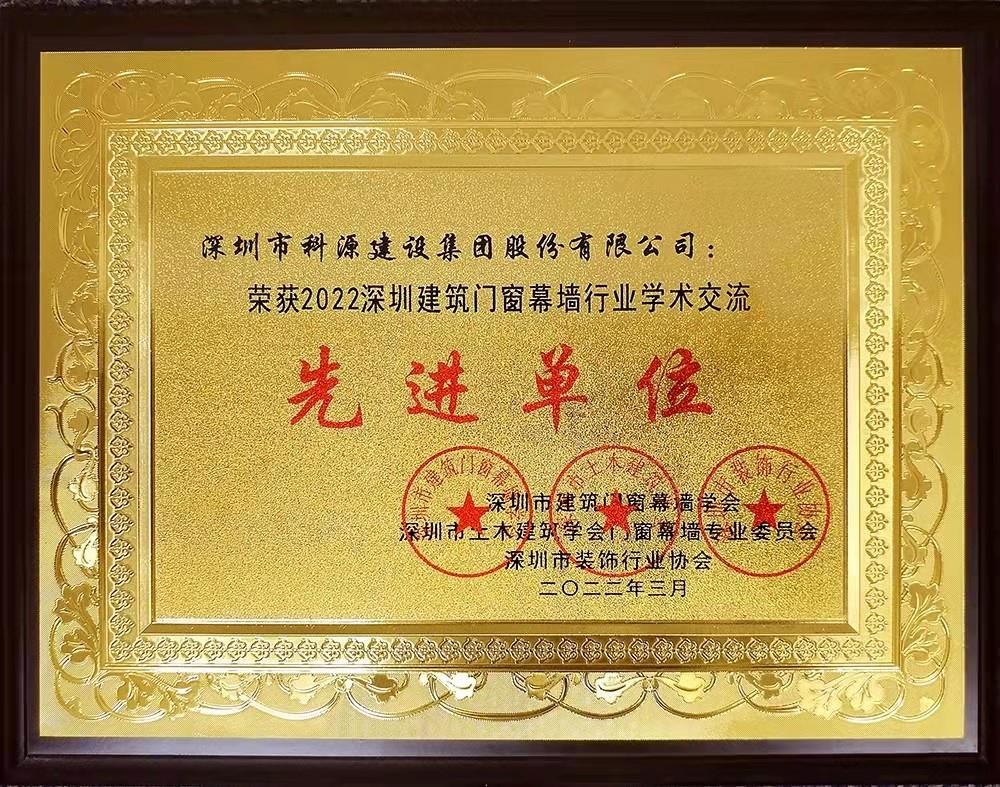 深圳市科源建设集团股份有限公司：
荣获2022深圳建筑门窗幕墙行业学术交流
先进单位
深圳市建筑门窗幕墙学会
深圳市土木建筑学会门窗幕墙专业委员会
深圳市装饰行业协会
二〇二二年三月